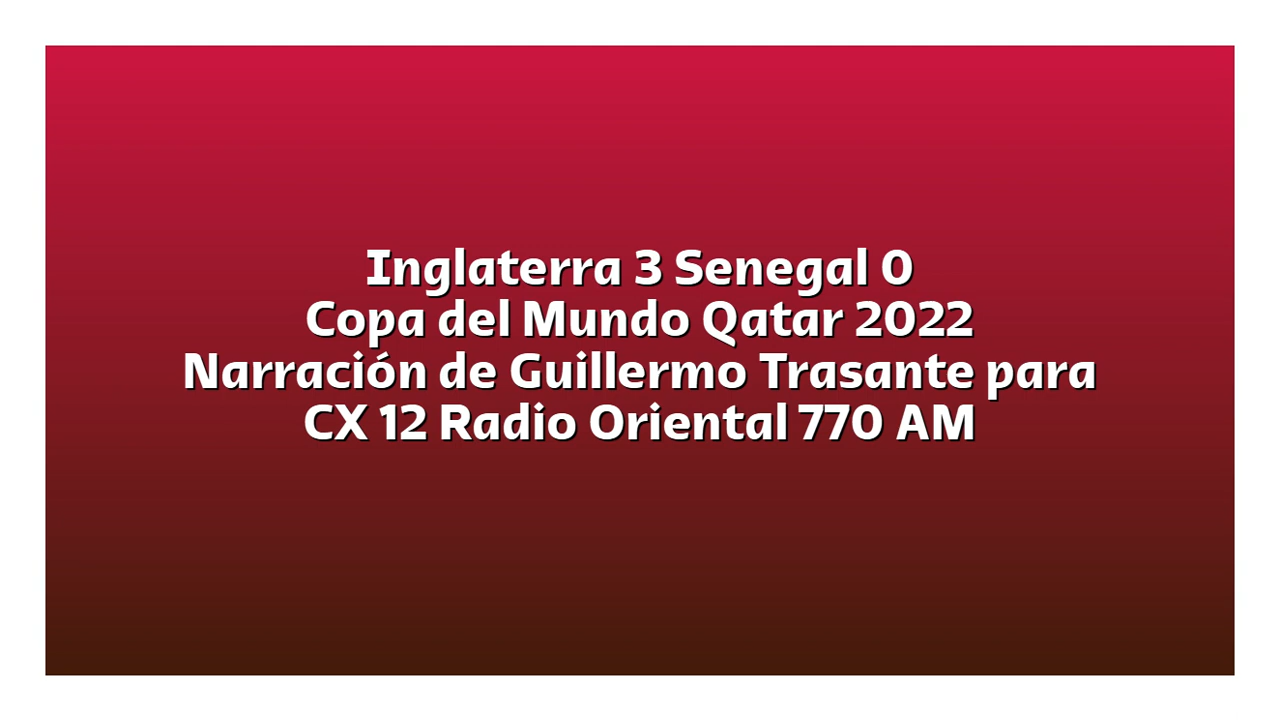 Inglaterra 3 Senegal 0
Copa del Mundo Qatar 2022
Narración de Guillermo Trasante para
CX 12 Radio Oriental 770 AM